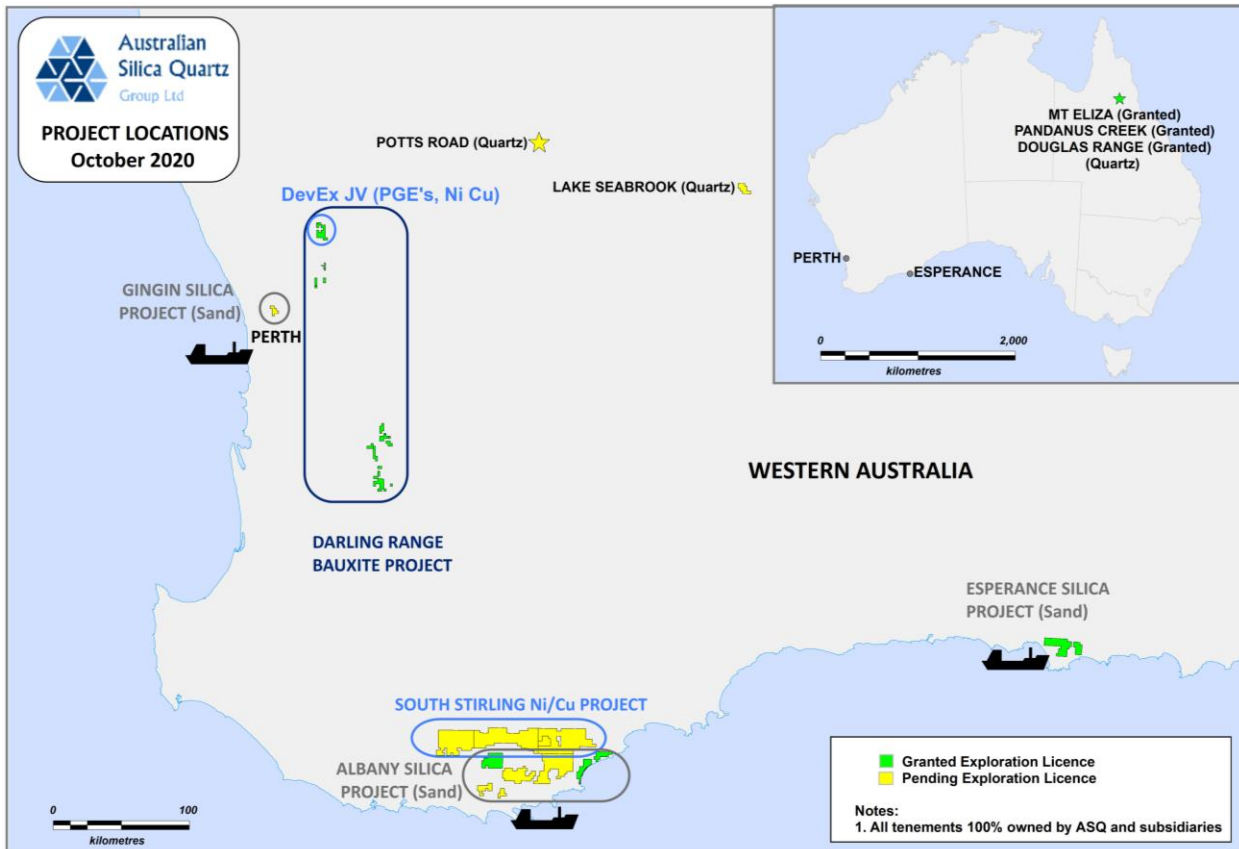 Australian
Silica Quartz
Group Ltd
PROJECT LOCATIONS
October 2020
POTTS ROAD (Quartz)
LAKE SEABROOK (Quartz)
DevEx JV (PGE's, Ni Cu)
GINGIN SILICA
PROJECT (Sand)
PERTH
DARLING RANGE
BAUXITE PROJECT
WESTERN AUSTRALIA
ESPERANCE SILICA
PROJECT (Sand)
SOUTH STIRLING Ni/Cu PROJECT
ALBANY SILICA
PROJECT (Sand)
0 100
kilometres
MT ELIZA (Granted)
PANDANUS CREEK (Granted)
DOUGLAS RANGE (Granted)
(Quartz)
PERTH
ESPERANCE
0 2,000
kilometres
Granted Exploration Licence
Pending Exploration Licence
Notes:
1. All tenements 100% owned by ASQ and subsidiaries